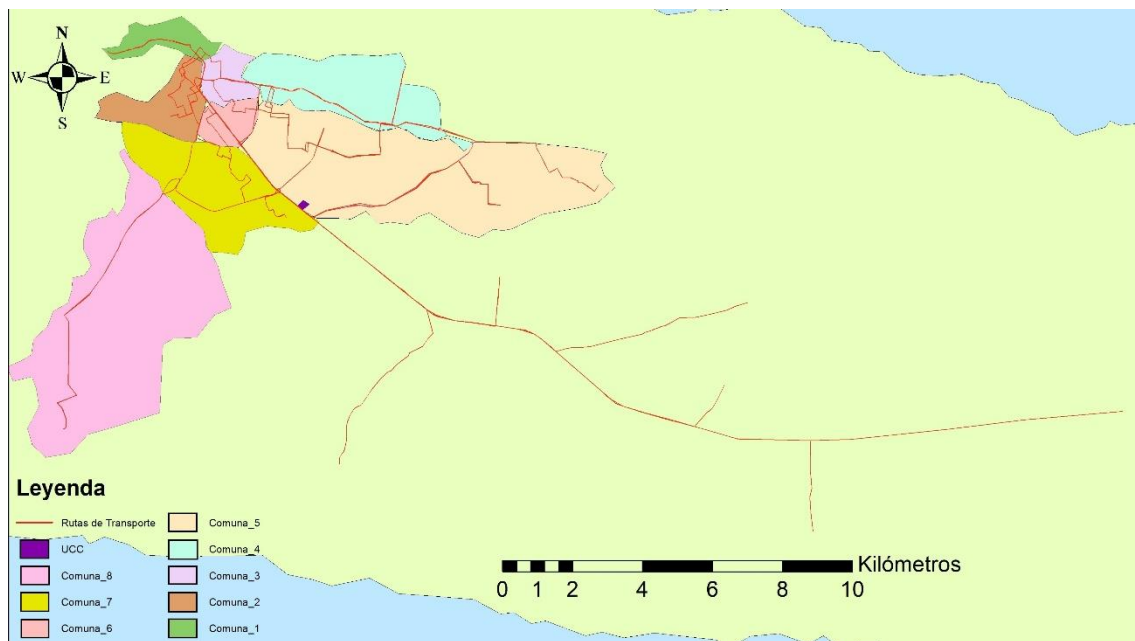 N
W E
S
Leyenda
Rutas de Transporte
UCC
Comuna_8
Comuna_7
Comuna_6
Comuna_5
Comuna_4
Comuna_3
Comuna_2
Comuna_1
Kilómetros
0 1 2 4 6 8 10